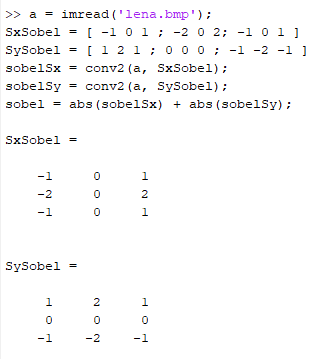 >> a = imread('lena.bmp');
SxSobel = [ -1 0 1 ; -2 0 2; -1 0 1 ]
SySobel = [ 1 2 1 ; 0 0 0 ; -1 -2 -1 ]
sobelSx = conv2(a, SxSobel);
sobelSy = conv2(a, SySobel);
sobel = abs(sobelSx) + abs(sobelSy);
SxSobel =
-1 0 1
-2 0 2
-1 0 1
SySobel =
1 2 1
0 0 0
-1 -2 -1